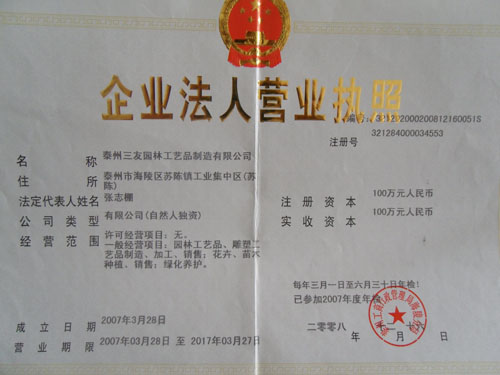 企业法人营业执照
编号:321202000200812160051S
注册号 321284000034553
名 称 泰州三友园林工艺品制造有限公司
住 所 泰州市海陵区苏陈镇工业集中区(苏
陈)
法定代表人姓名 张志棚
注 册 资 本 100万元人民币
公 司 类 型 有限公司(自然人独资)
实 收 资 本 100万元人民币
经 营 范 围 许可经营项目:无。
一般经营项目:园林工艺品、雕塑工
艺品制造、加工、销售;花卉、苗木
种植、销售;绿化养护。
每年三月一日至六月三十日年检!
已参加2007年度年检
成 立 日 期 2007年3月28日
营 业 期 限 2007年03月28日 至 2017年03月27日
二〇〇八 年 十二 月 十六 日